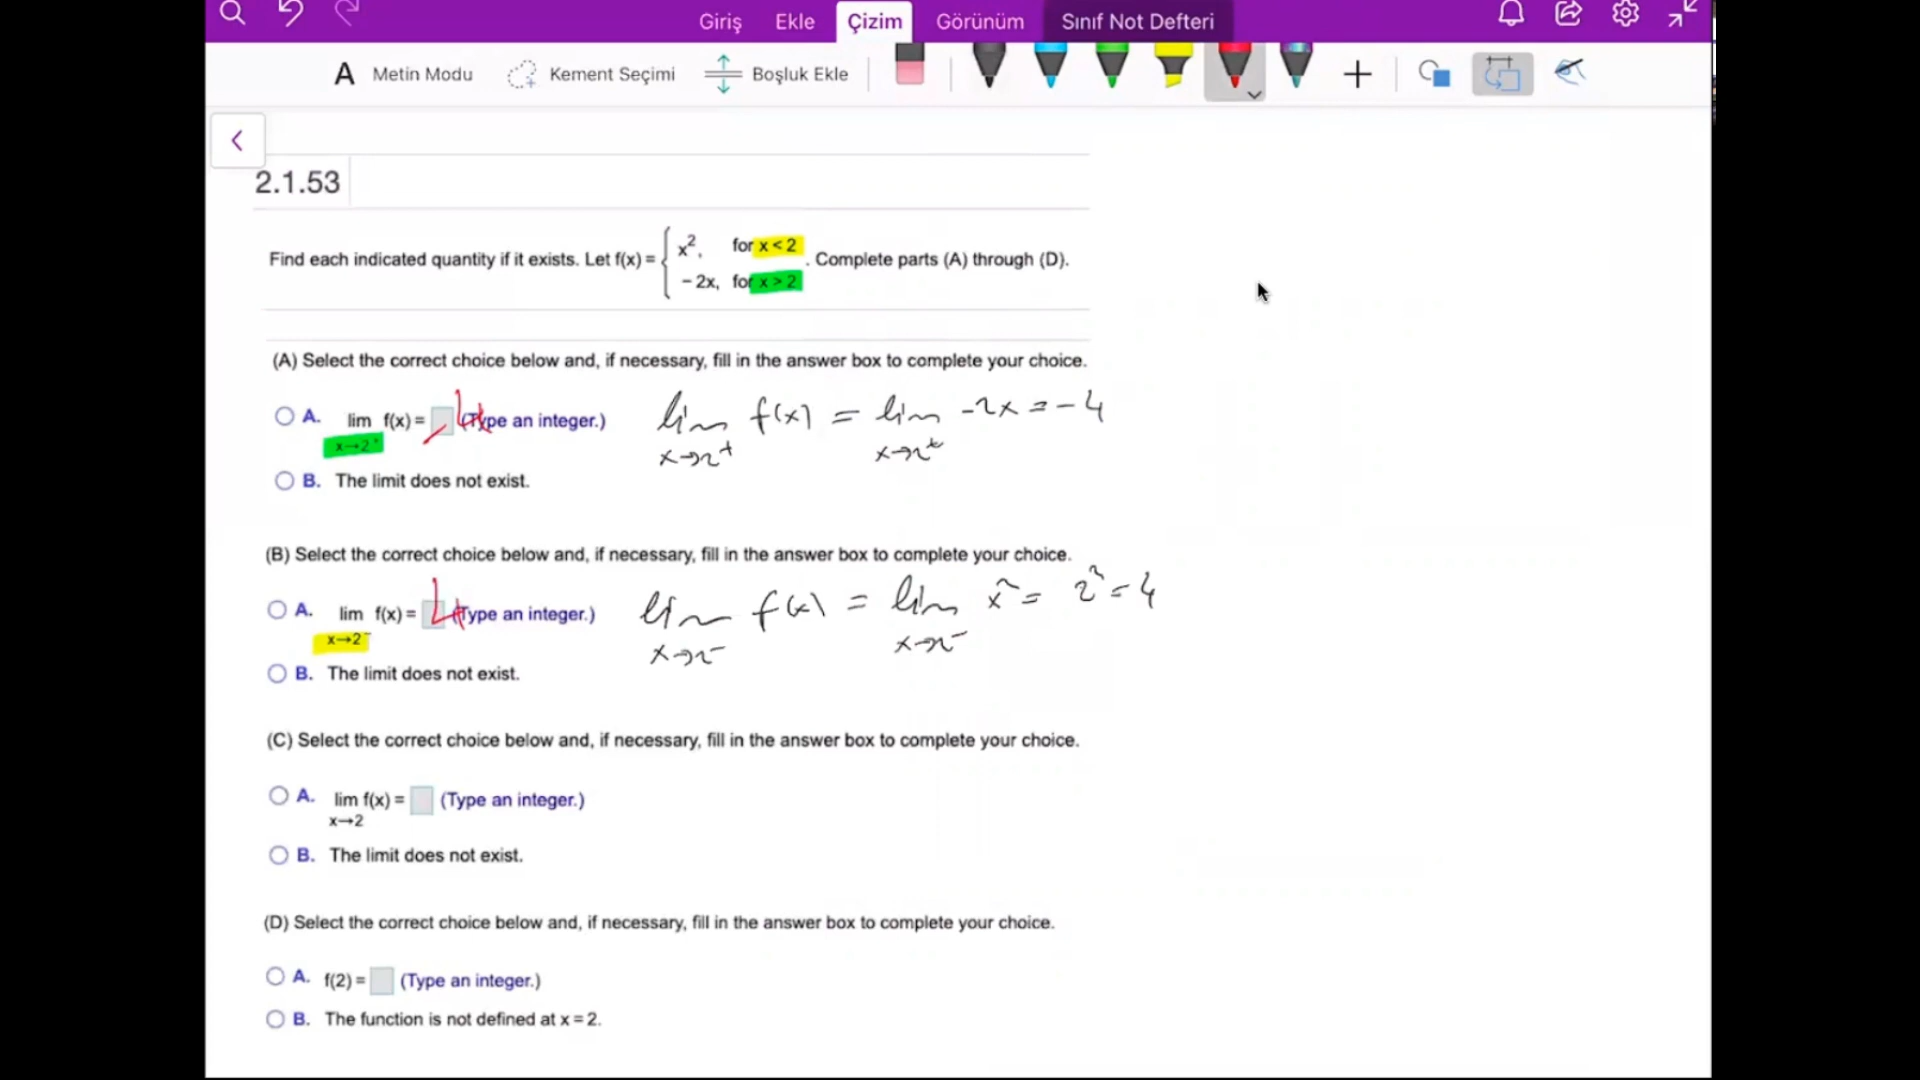 Giriş Ekle Çizim Görünüm Sınıf Not Defteri
A Metin Modu Kement Seçimi Boşluk Ekle
2.1.53
Find each indicated quantity if it exists. Let f(x) = { x², for x < 2
− 2x, for x > 2 . Complete parts (A) through (D).
(A) Select the correct choice below and, if necessary, fill in the answer box to complete your choice.
A. lim f(x) = -4 (Type an integer.) lim f(x) = lim -2x = -4
x→2⁺ x→2⁺ x→2⁺
B. The limit does not exist.
(B) Select the correct choice below and, if necessary, fill in the answer box to complete your choice.
A. lim f(x) = 4 (Type an integer.) lim f(x) = lim x² = 2² = 4
x→2⁻ x→2⁻ x→2⁻
B. The limit does not exist.
(C) Select the correct choice below and, if necessary, fill in the answer box to complete your choice.
A. lim f(x) = (Type an integer.)
x→2
B. The limit does not exist.
(D) Select the correct choice below and, if necessary, fill in the answer box to complete your choice.
A. f(2) = (Type an integer.)
B. The function is not defined at x = 2.